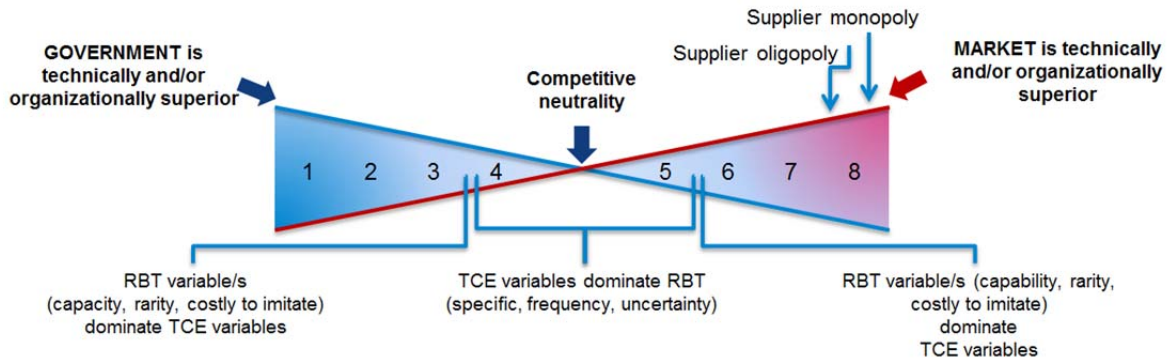 Supplier monopoly
Supplier oligopoly
GOVERNMENT is
technically and/or
organizationally superior
Competitive
neutrality
MARKET is technically
and/or organizationally
superior
1 2 3 4 5 6 7 8
RBT variable/s
(capacity, rarity, costly to imitate)
dominate TCE variables
TCE variables dominate RBT
(specific, frequency, uncertainty)
RBT variable/s (capability, rarity,
costly to imitate)
dominate
TCE variables